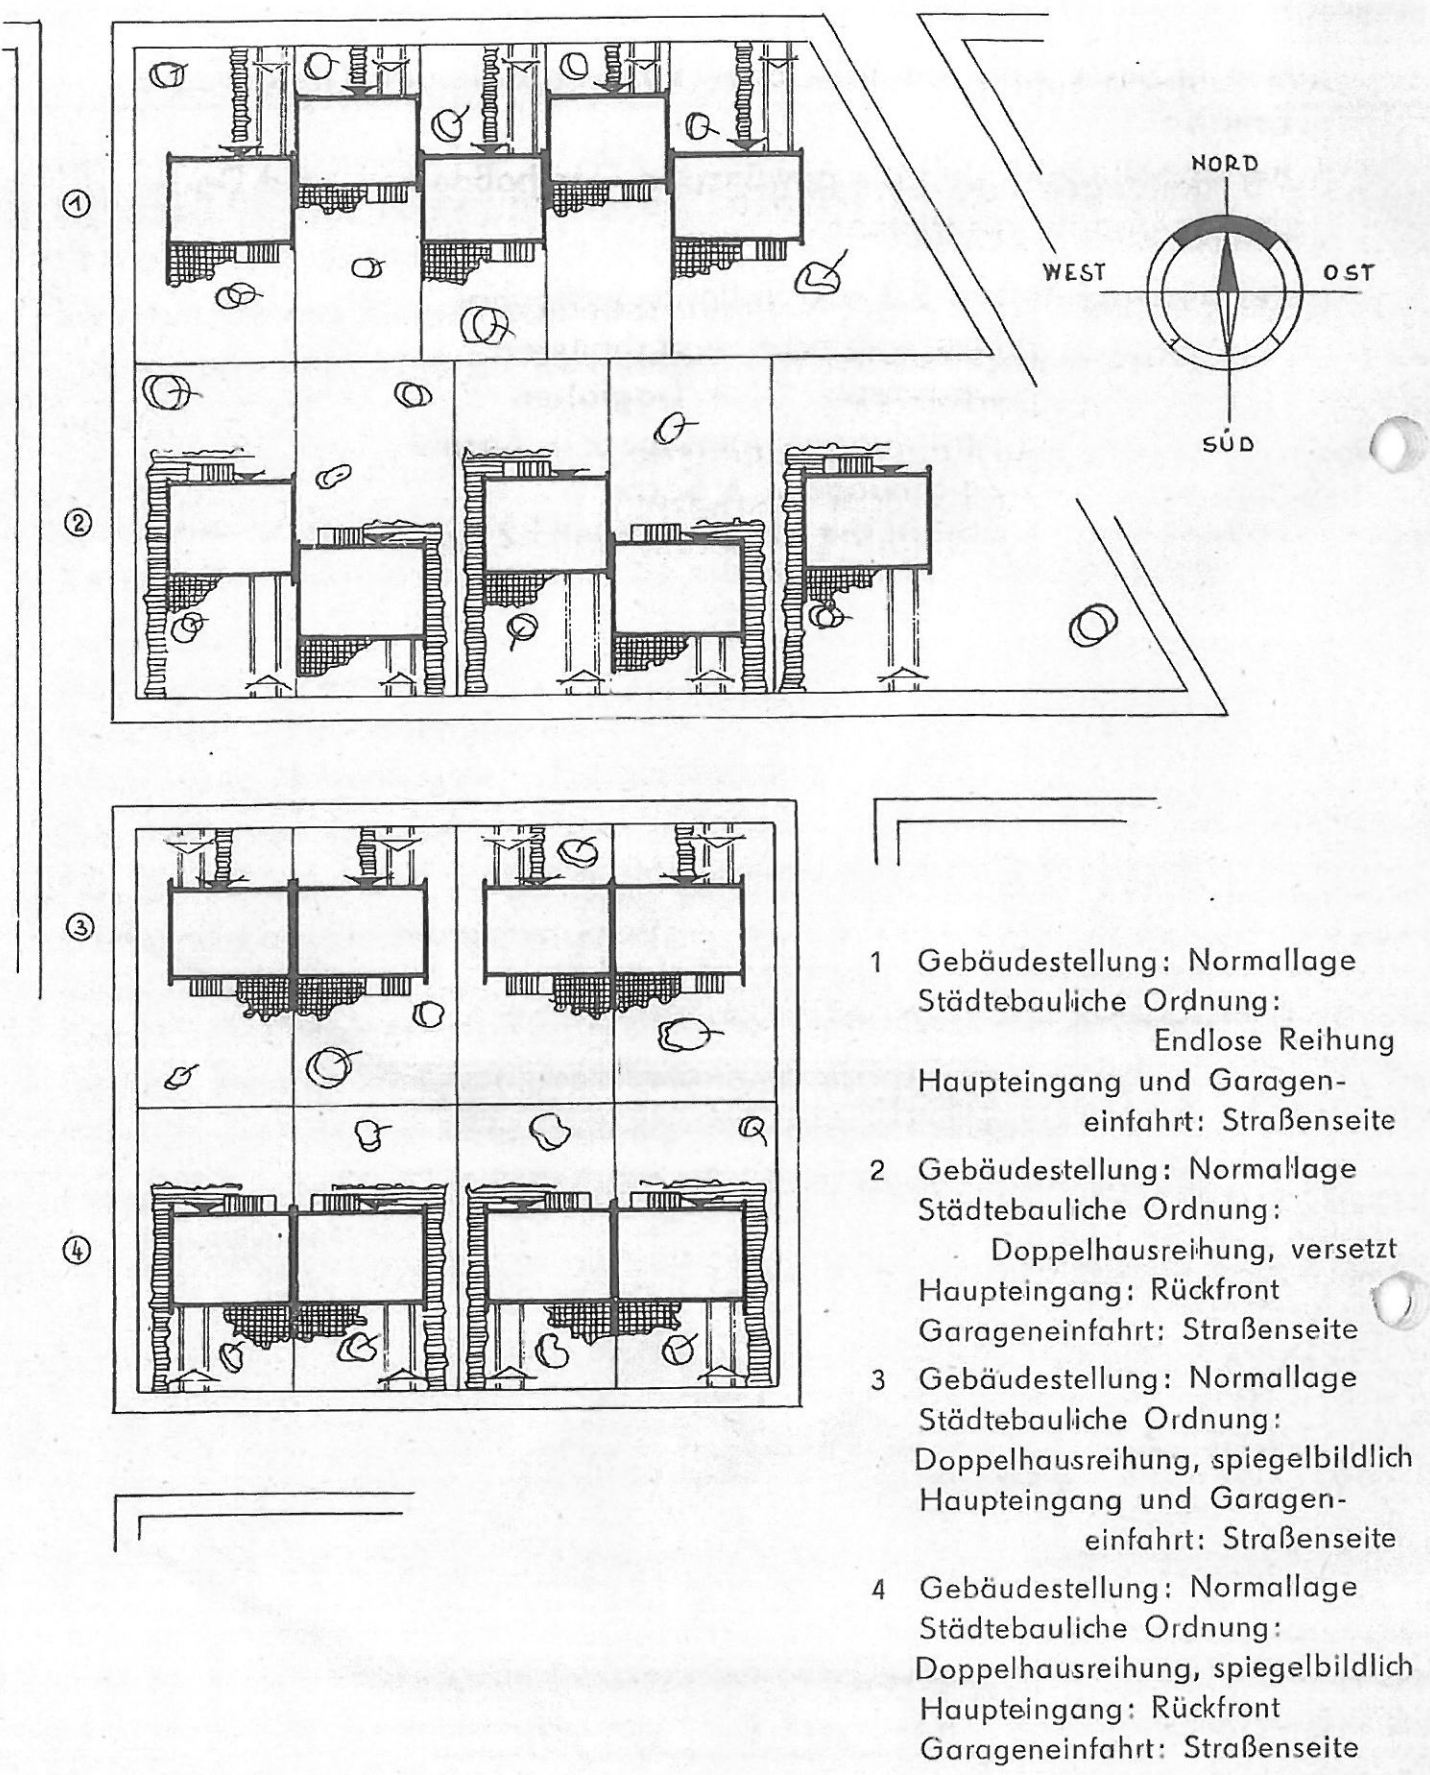 ①
NORD
WEST
OST
SÜD
②
③
④
1 Gebäudestellung: Normallage
Städtebauliche Ordnung:
Endlose Reihung
Haupteingang und Garagen-
einfahrt: Straßenseite
2 Gebäudestellung: Normallage
Städtebauliche Ordnung:
Doppelhausreihung, versetzt
Haupteingang: Rückfront
Garageneinfahrt: Straßenseite
3 Gebäudestellung: Normallage
Städtebauliche Ordnung:
Doppelhausreihung, spiegelbildlich
Haupteingang und Garagen-
einfahrt: Straßenseite
4 Gebäudestellung: Normallage
Städtebauliche Ordnung:
Doppelhausreihung, spiegelbildlich
Haupteingang: Rückfront
Garageneinfahrt: Straßenseite